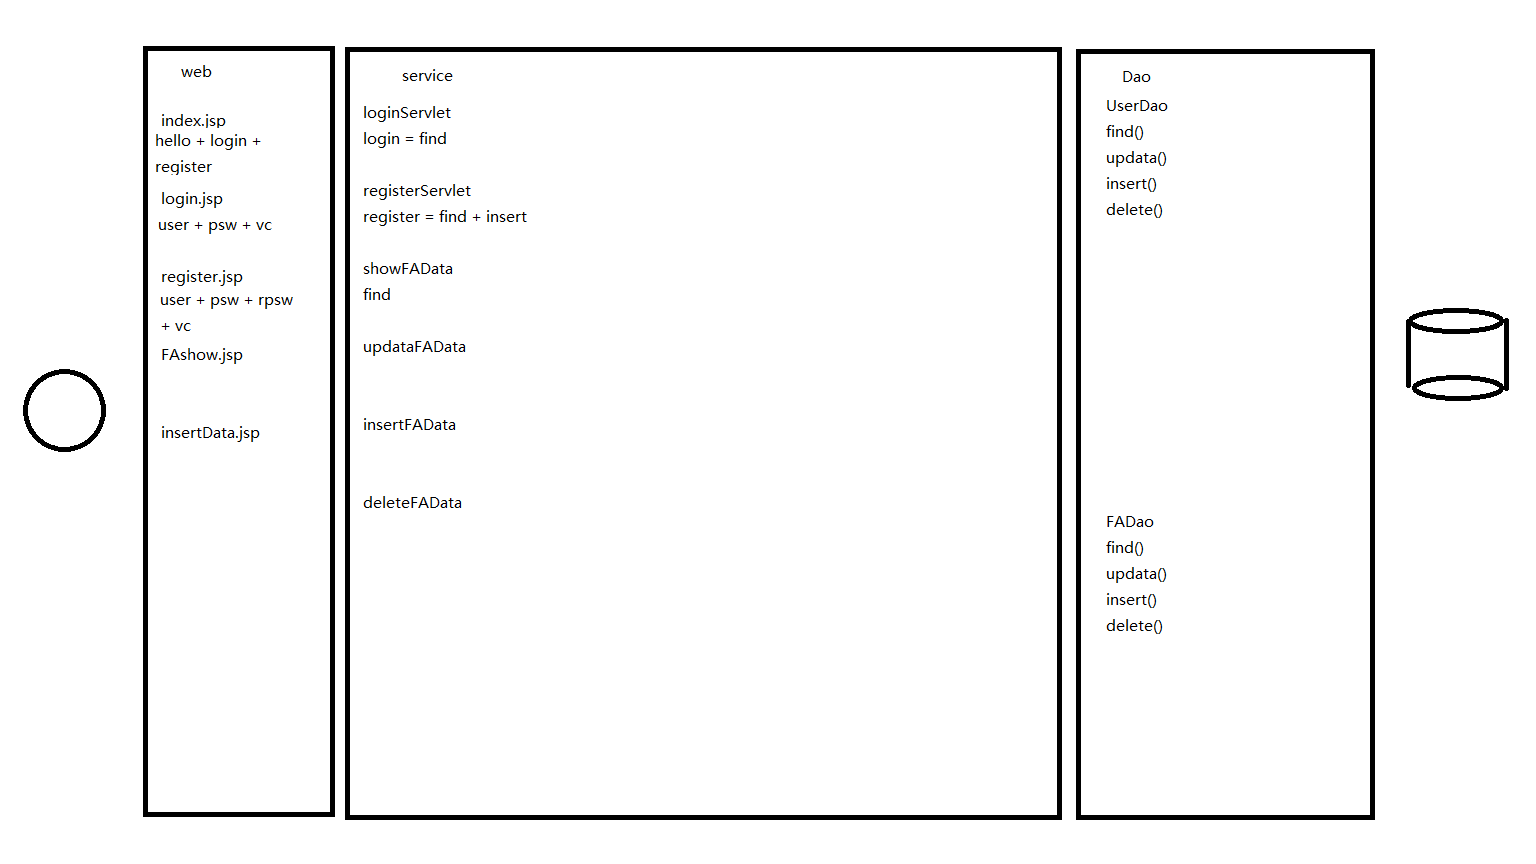 web
index.jsp
hello + login +
register
login.jsp
user + psw + vc
register.jsp
user + psw + rpsw
+ vc
FAshow.jsp
insertData.jsp
service
loginServlet
login = find
registerServlet
register = find + insert
showFAData
find
updataFAData
insertFAData
deleteFAData
Dao
UserDao
find()
updata()
insert()
delete()
FADao
find()
updata()
insert()
delete()